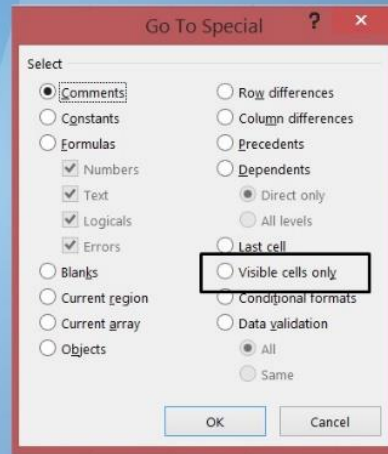 Go To Special ? ×
Select
Comments
Constants
Formulas
Numbers
Text
Logicals
Errors
Blanks
Current region
Current array
Objects
Row differences
Column differences
Precedents
Dependents
Direct only
All levels
Last cell
Visible cells only
Conditional formats
Data validation
All
Same
OK
Cancel